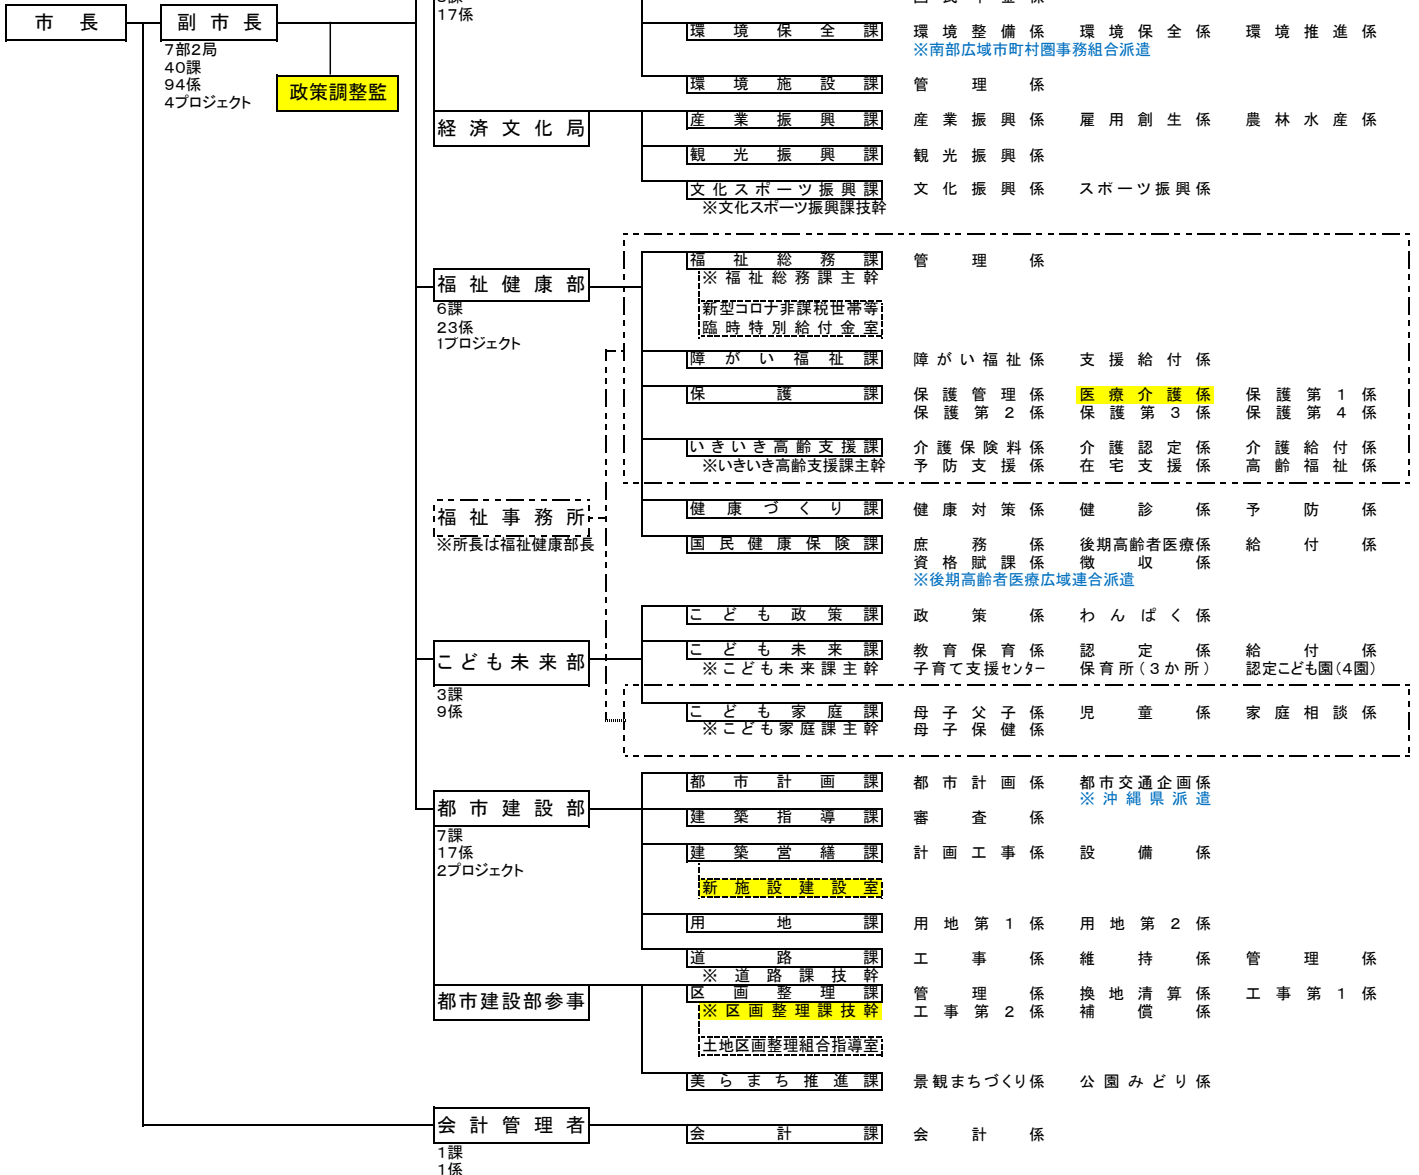 17係
市長
副市長
7部2局
40課
94係
4プロジェクト
政策調整監
環境保全課 環境整備係 環境保全係 環境推進係
※南部広域市町村圏事務組合派遣
環境施設課 管理係
経済文化局
産業振興課 産業振興係 雇用創生係 農林水産係
観光振興課 観光振興係
文化スポーツ振興課 文化振興係 スポーツ振興係
※文化スポーツ振興課技幹
福祉健康部
6課
23係
1プロジェクト
福祉総務課 管理係
※福祉総務課主幹
新型コロナ非課税世帯等
臨時特別給付金室
障がい福祉課 障がい福祉係 支援給付係
保護課 保護管理係 医療介護係 保護第1係
保護第2係 保護第3係 保護第4係
いきいき高齢支援課 介護保険料係 介護認定係 介護給付係
※いきいき高齢支援課主幹 予防支援係 在宅支援係 高齢福祉係
福祉事務所
※所長は福祉健康部長
健康づくり課 健康対策係 健診係 予防係
国民健康保険課 庶務係 後期高齢者医療係 給付係
資格賦課係 徴収係
※後期高齢者医療広域連合派遣
こども未来部
3課
9係
こども政策課 政策係 わんぱく係
こども未来課 教育保育係 認定係 給付係
※こども未来課主幹 子育て支援センター 保育所(3か所) 認定こども園(4園)
こども家庭課 母子父子係 児童係 家庭相談係
※こども家庭課主幹 母子保健係
都市建設部
7課
17係
2プロジェクト
都市計画課 都市計画係 都市交通企画係
※沖縄県派遣
建築指導課 審査係
建築営繕課 計画工事係 設備係
新施設建設室
用地課 用地第1係 用地第2係
道路課 工事係 維持係 管理係
※道路課技幹
都市建設部参事
区画整理課 管理係 換地清算係 工事第1係
※区画整理課技幹 工事第2係 補償係
土地区画整理組合指導室
美らまち推進課 景観まちづくり係 公園みどり係
会計管理者
1課
1係
会計課 会計係